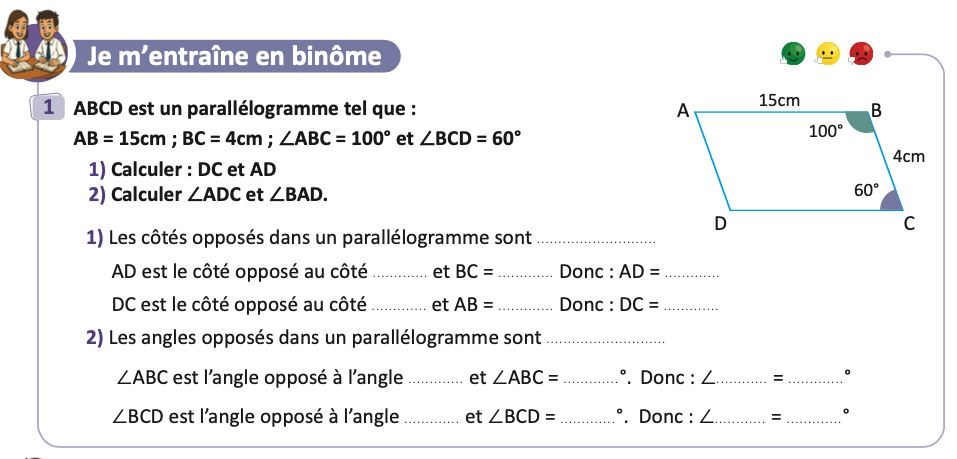 Je m’entraîne en binôme
1 ABCD est un parallélogramme tel que :
AB = 15cm ; BC = 4cm ; ∠ABC = 100° et ∠BCD = 60°
1) Calculer : DC et AD
2) Calculer ∠ADC et ∠BAD.
A 15cm B
100°
4cm
60°
D C
1) Les côtés opposés dans un parallélogramme sont ............................
AD est le côté opposé au côté ............. et BC = ............. Donc : AD = .............
DC est le côté opposé au côté ............. et AB = ............. Donc : DC = .............
2) Les angles opposés dans un parallélogramme sont ............................
∠ABC est l’angle opposé à l’angle ............. et ∠ABC = .............°. Donc : ∠............ = .............°
∠BCD est l’angle opposé à l’angle ............. et ∠BCD = .............°. Donc : ∠............ = .............°